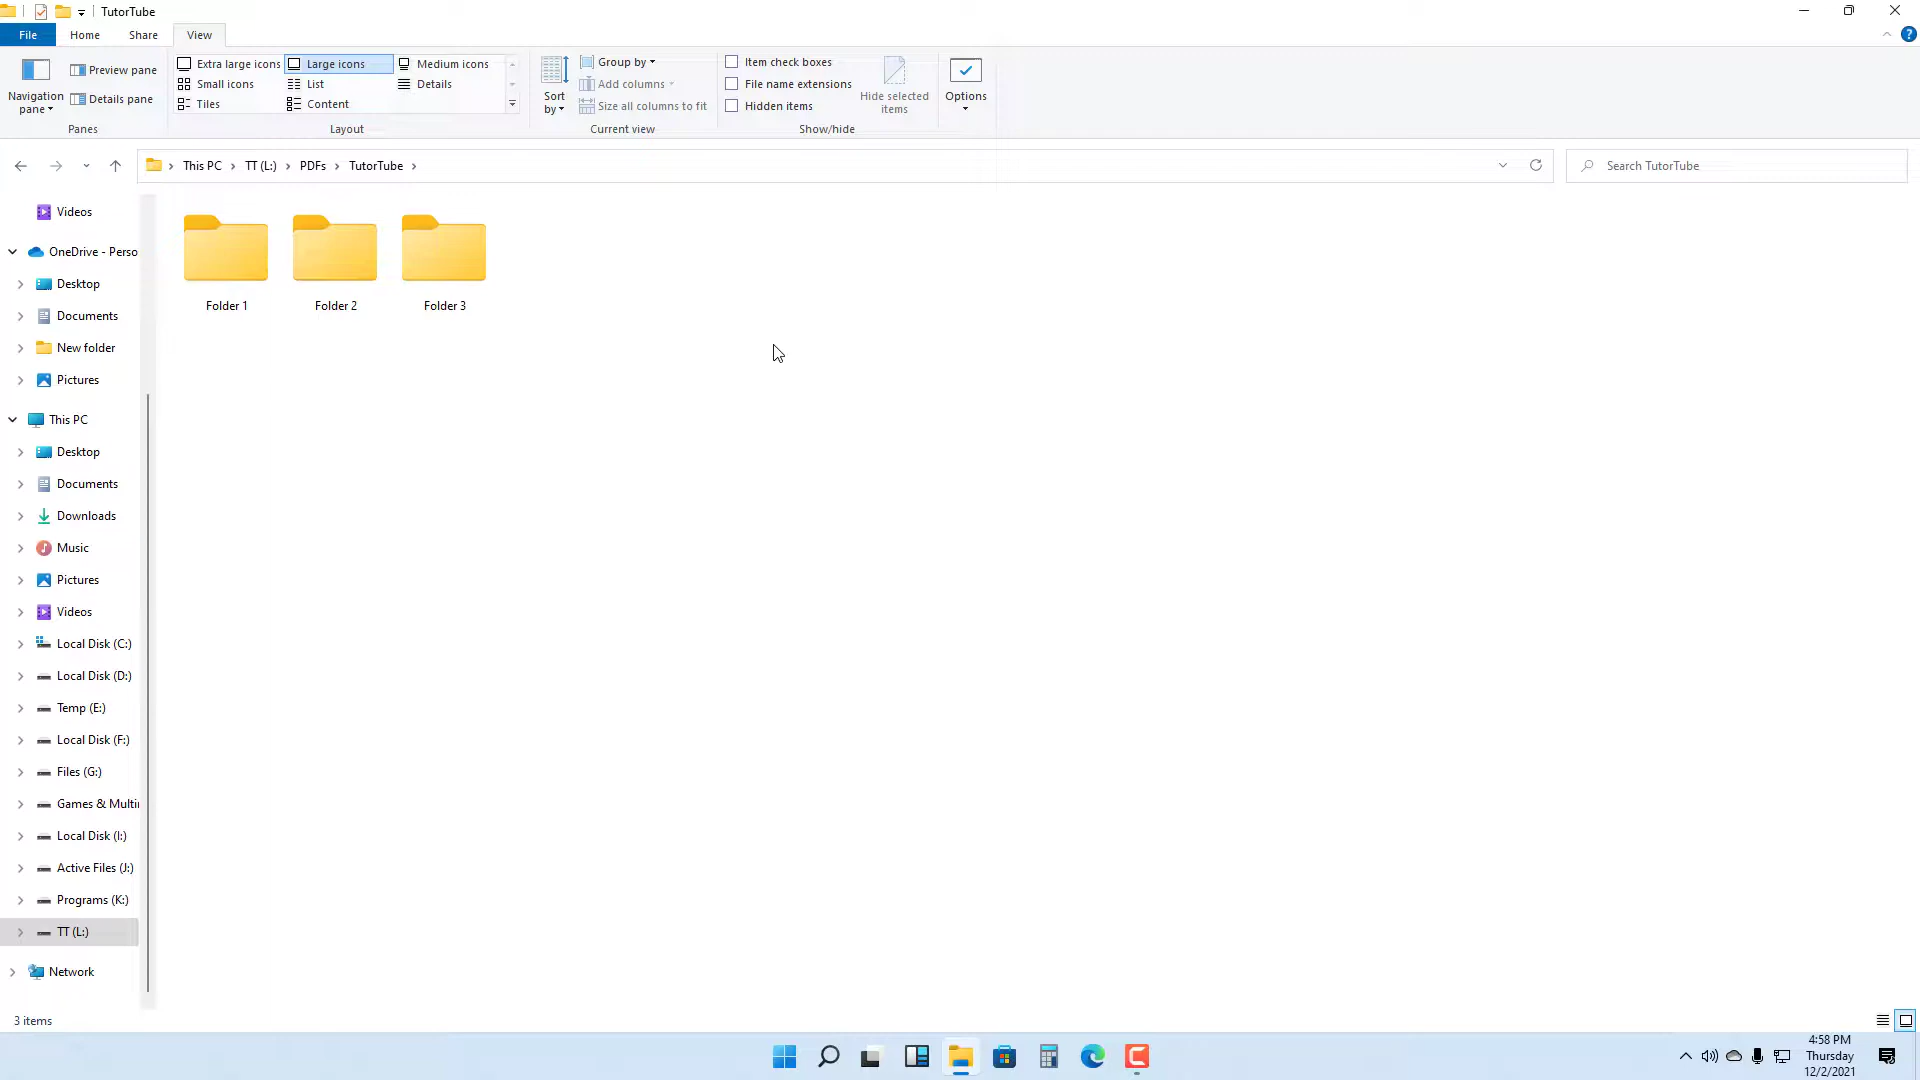 TutorTube
File Home Share View
Navigation pane
Preview pane
Details pane
Panes
Extra large icons Large icons Medium icons
Small icons List Details
Tiles Content
Layout
Sort by
Group by
Add columns
Size all columns to fit
Current view
Item check boxes
File name extensions
Hidden items
Hide selected items
Show/hide
Options
This PC TT (L:) PDFs TutorTube
Search TutorTube
Videos
OneDrive - Perso
Desktop
Documents
New folder
Pictures
This PC
Desktop
Documents
Downloads
Music
Pictures
Videos
Local Disk (C:)
Local Disk (D:)
Temp (E:)
Local Disk (F:)
Files (G:)
Games & Multi
Local Disk (I:)
Active Files (J:)
Programs (K:)
TT (L:)
Network
Folder 1 Folder 2 Folder 3
3 items
4:58 PM
Thursday
12/2/2021